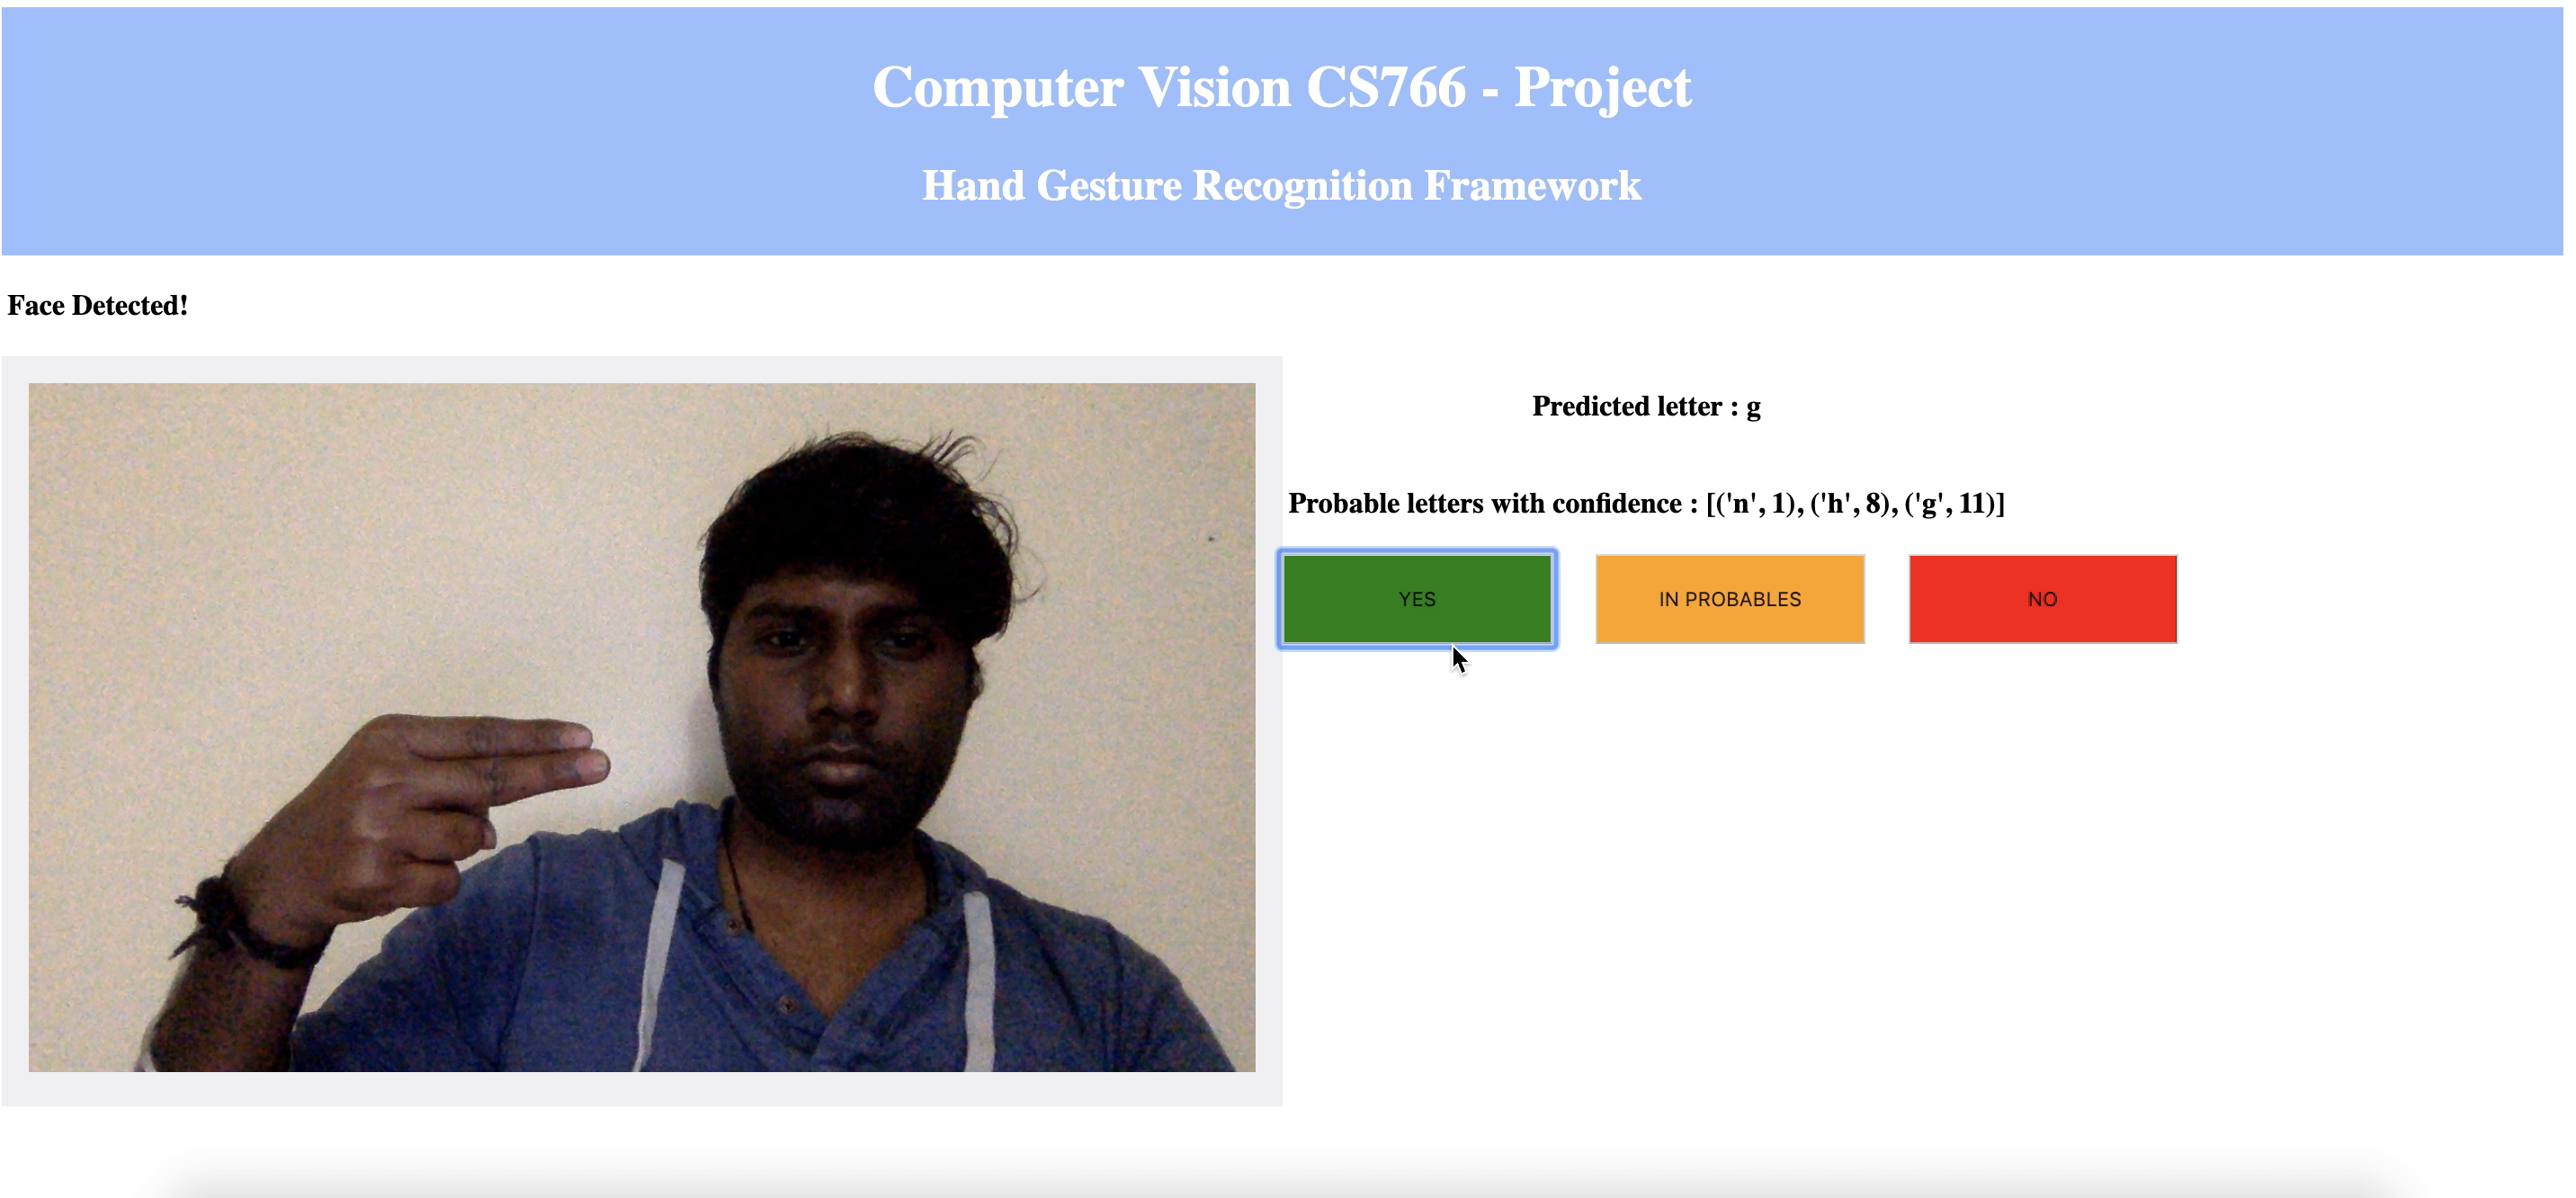 Computer Vision CS766 - Project
Hand Gesture Recognition Framework
Face Detected!
Predicted letter : g
Probable letters with confidence : [('n', 1), ('h', 8), ('g', 11)]
YES
IN PROBABLES
NO